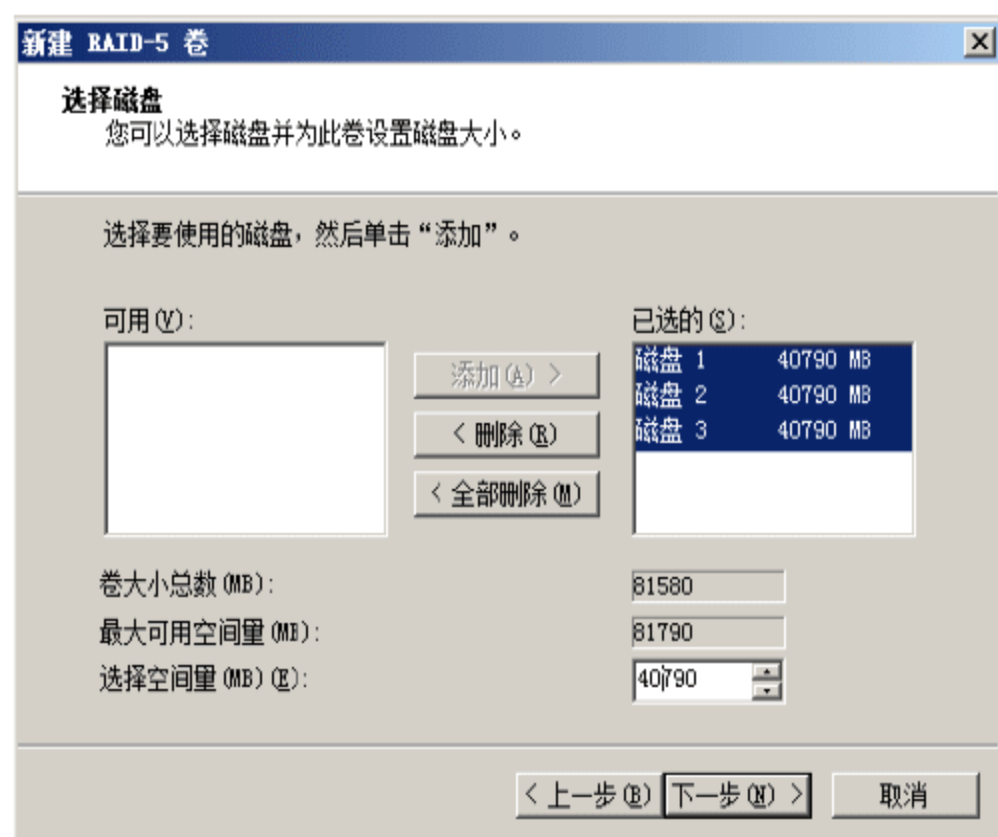 新建 RAID-5 卷
选择磁盘
您可以选择磁盘并为此卷设置磁盘大小。
选择要使用的磁盘，然后单击“添加”。
可用(V):
已选的(S):
添加(A) >
< 删除(R)
< 全部删除(M)
磁盘 1 40790 MB
磁盘 2 40790 MB
磁盘 3 40790 MB
卷大小总数(MB): 81580
最大可用空间量(MB): 81790
选择空间量(MB)(E): 40790
< 上一步(B) 下一步(N) > 取消